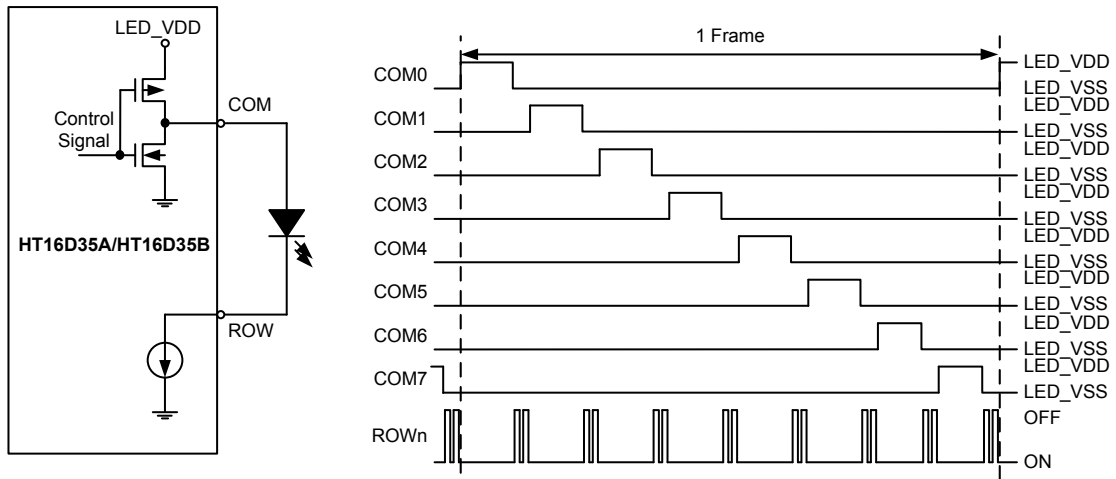 LED_VDD
COM
Control
Signal
HT16D35A/HT16D35B
ROW
1 Frame
COM0
LED_VDD
LED_VSS
COM1
LED_VDD
LED_VSS
COM2
LED_VDD
LED_VSS
COM3
LED_VDD
LED_VSS
COM4
LED_VDD
LED_VSS
COM5
LED_VDD
LED_VSS
COM6
LED_VDD
LED_VSS
COM7
LED_VDD
LED_VSS
ROWn
OFF
ON